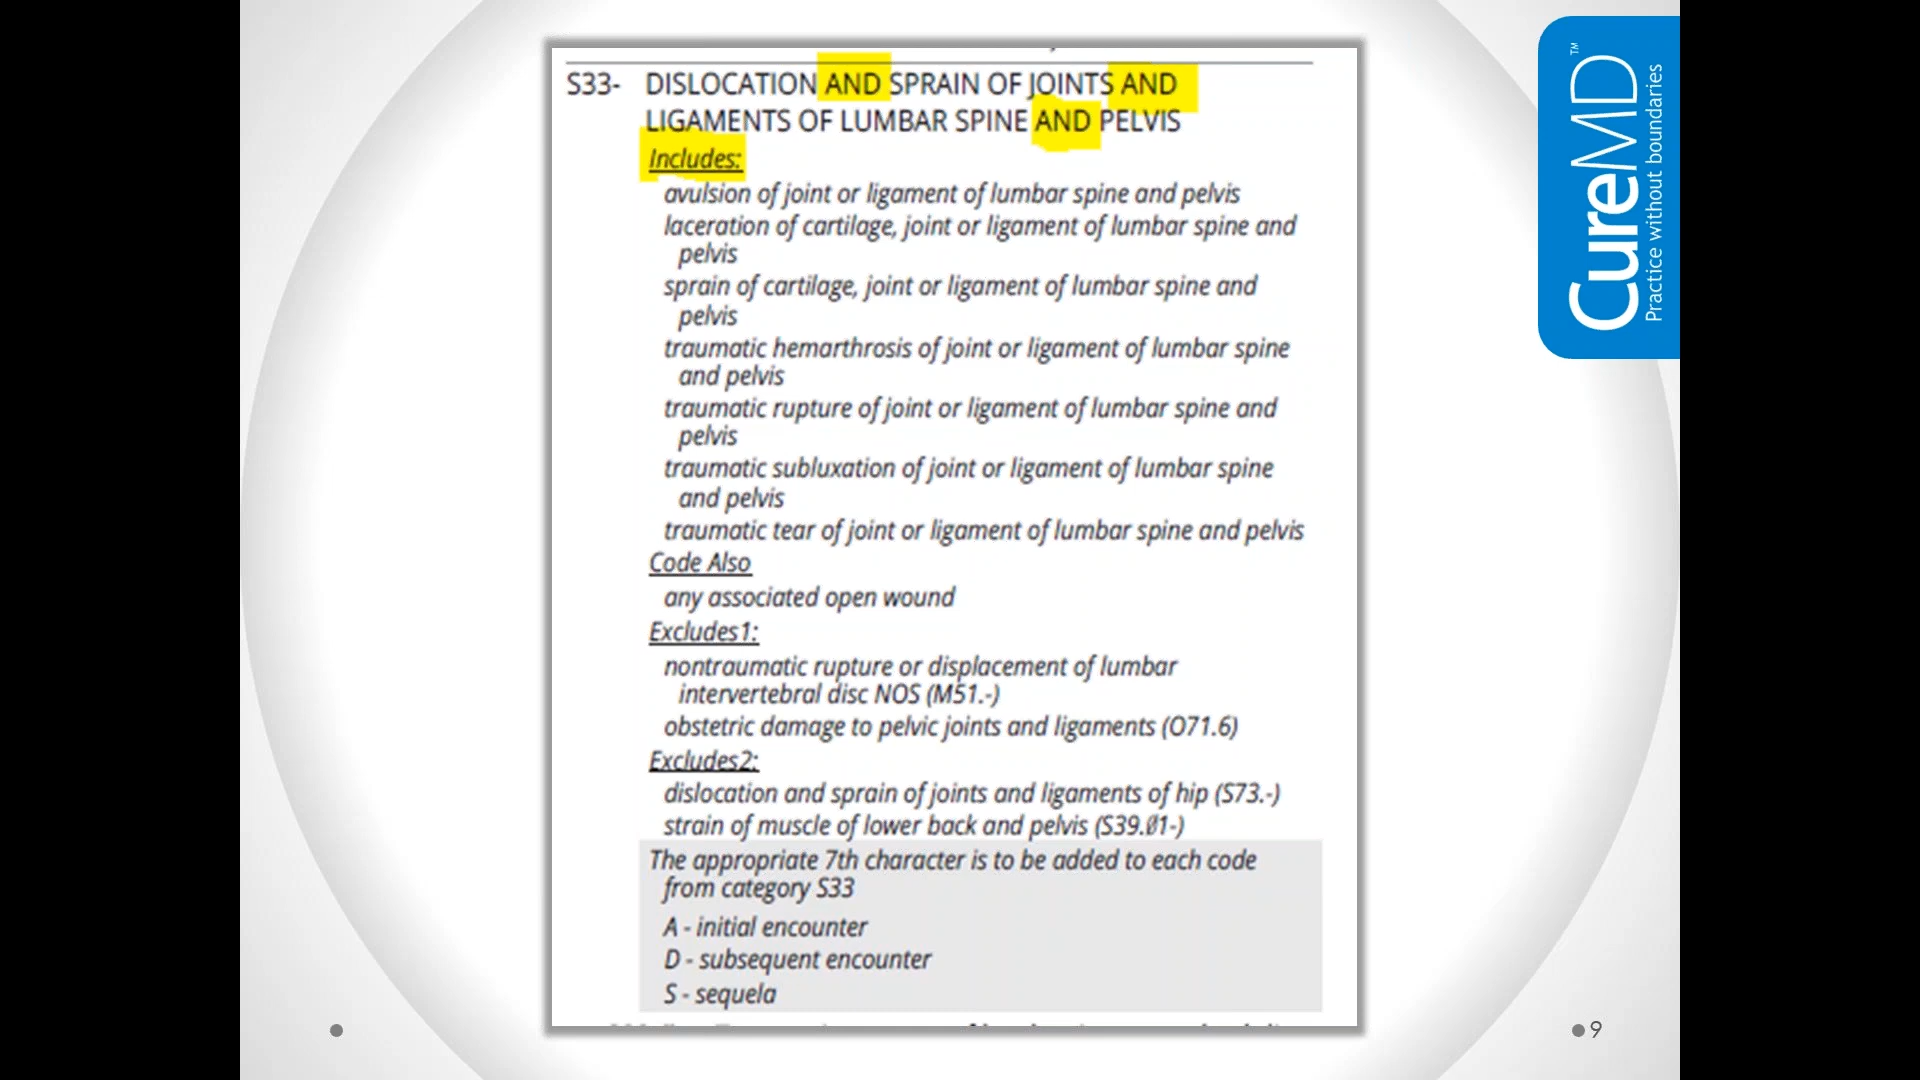 S33- DISLOCATION AND SPRAIN OF JOINTS AND
LIGAMENTS OF LUMBAR SPINE AND PELVIS
Includes:
avulsion of joint or ligament of lumbar spine and pelvis
laceration of cartilage, joint or ligament of lumbar spine and
pelvis
sprain of cartilage, joint or ligament of lumbar spine and
pelvis
traumatic hemarthrosis of joint or ligament of lumbar spine
and pelvis
traumatic rupture of joint or ligament of lumbar spine and
pelvis
traumatic subluxation of joint or ligament of lumbar spine
and pelvis
traumatic tear of joint or ligament of lumbar spine and pelvis
Code Also
any associated open wound
Excludes1:
nontraumatic rupture or displacement of lumbar
intervertebral disc NOS (M51.-)
obstetric damage to pelvic joints and ligaments (O71.6)
Excludes2:
dislocation and sprain of joints and ligaments of hip (S73.-)
strain of muscle of lower back and pelvis (S39.Ø1-)
The appropriate 7th character is to be added to each code
from category S33
A - initial encounter
D - subsequent encounter
S - sequela
CureMD™
Practice without boundaries
9